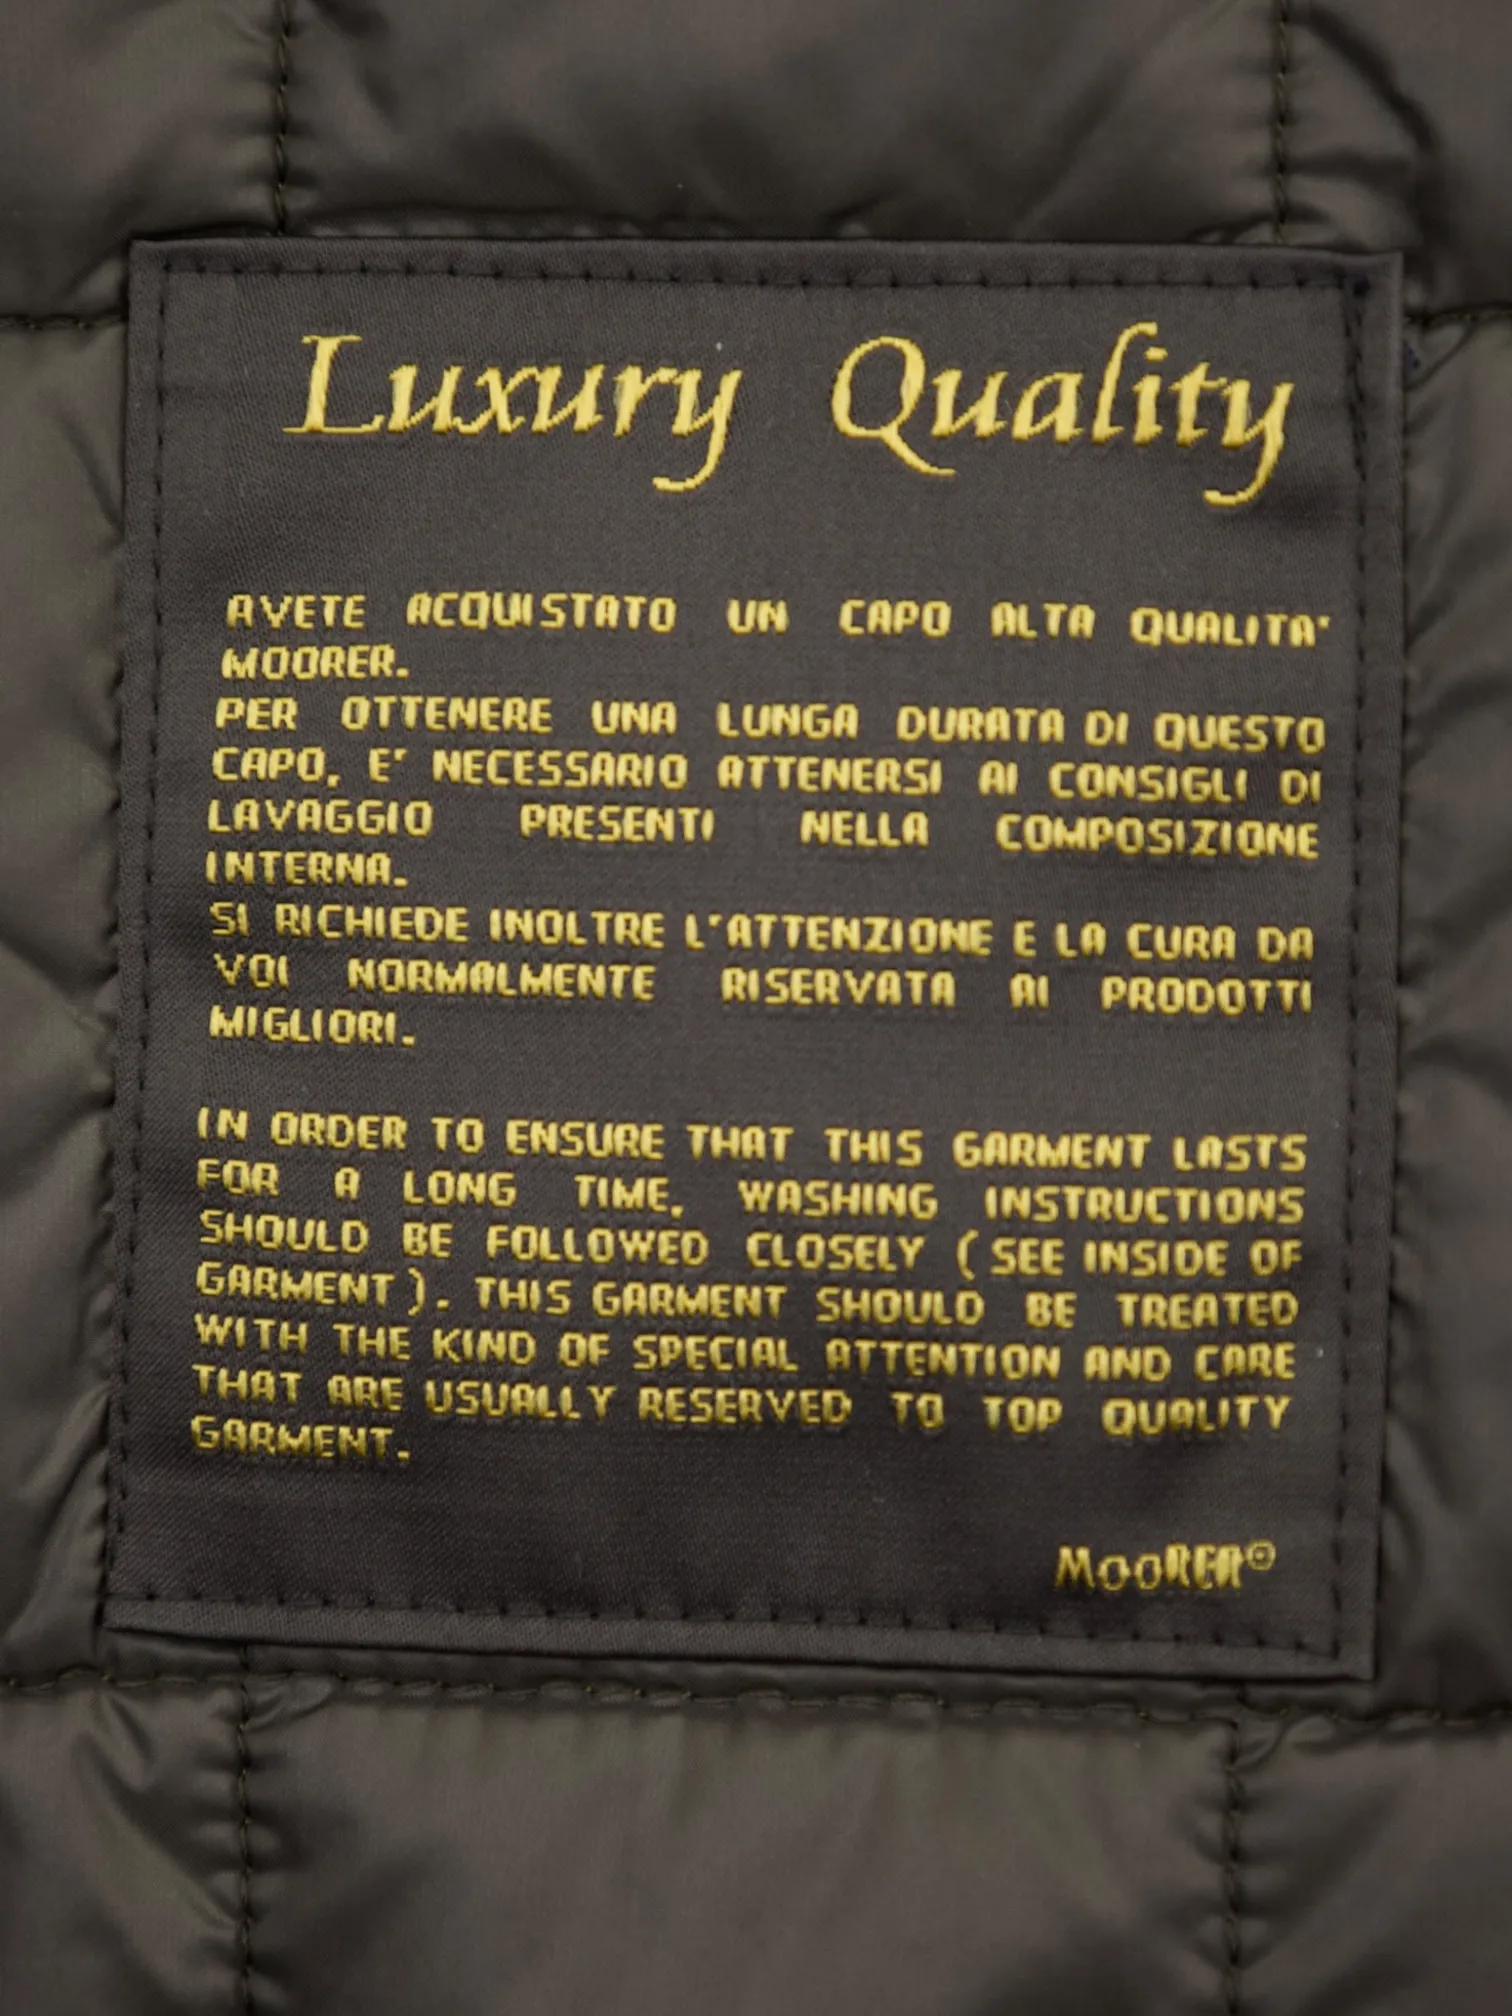 Luxury Quality
AVETE ACQUISTATO UN CAPO ALTA QUALITA'
MOORER.
PER OTTENERE UNA LUNGA DURATA DI QUESTO
CAPO, E' NECESSARIO ATTENERSI AI CONSIGLI DI
LAVAGGIO PRESENTI NELLA COMPOSIZIONE
INTERNA.
SI RICHIEDE INOLTRE L'ATTENZIONE E LA CURA DA
VOI NORMALMENTE RISERVATA AI PRODOTTI
MIGLIORI.
IN ORDER TO ENSURE THAT THIS GARMENT LASTS
FOR A LONG TIME, WASHING INSTRUCTIONS
SHOULD BE FOLLOWED CLOSELY ( SEE INSIDE OF
GARMENT ). THIS GARMENT SHOULD BE TREATED
WITH THE KIND OF SPECIAL ATTENTION AND CARE
THAT ARE USUALLY RESERVED TO TOP QUALITY
GARMENT.
MooRER®